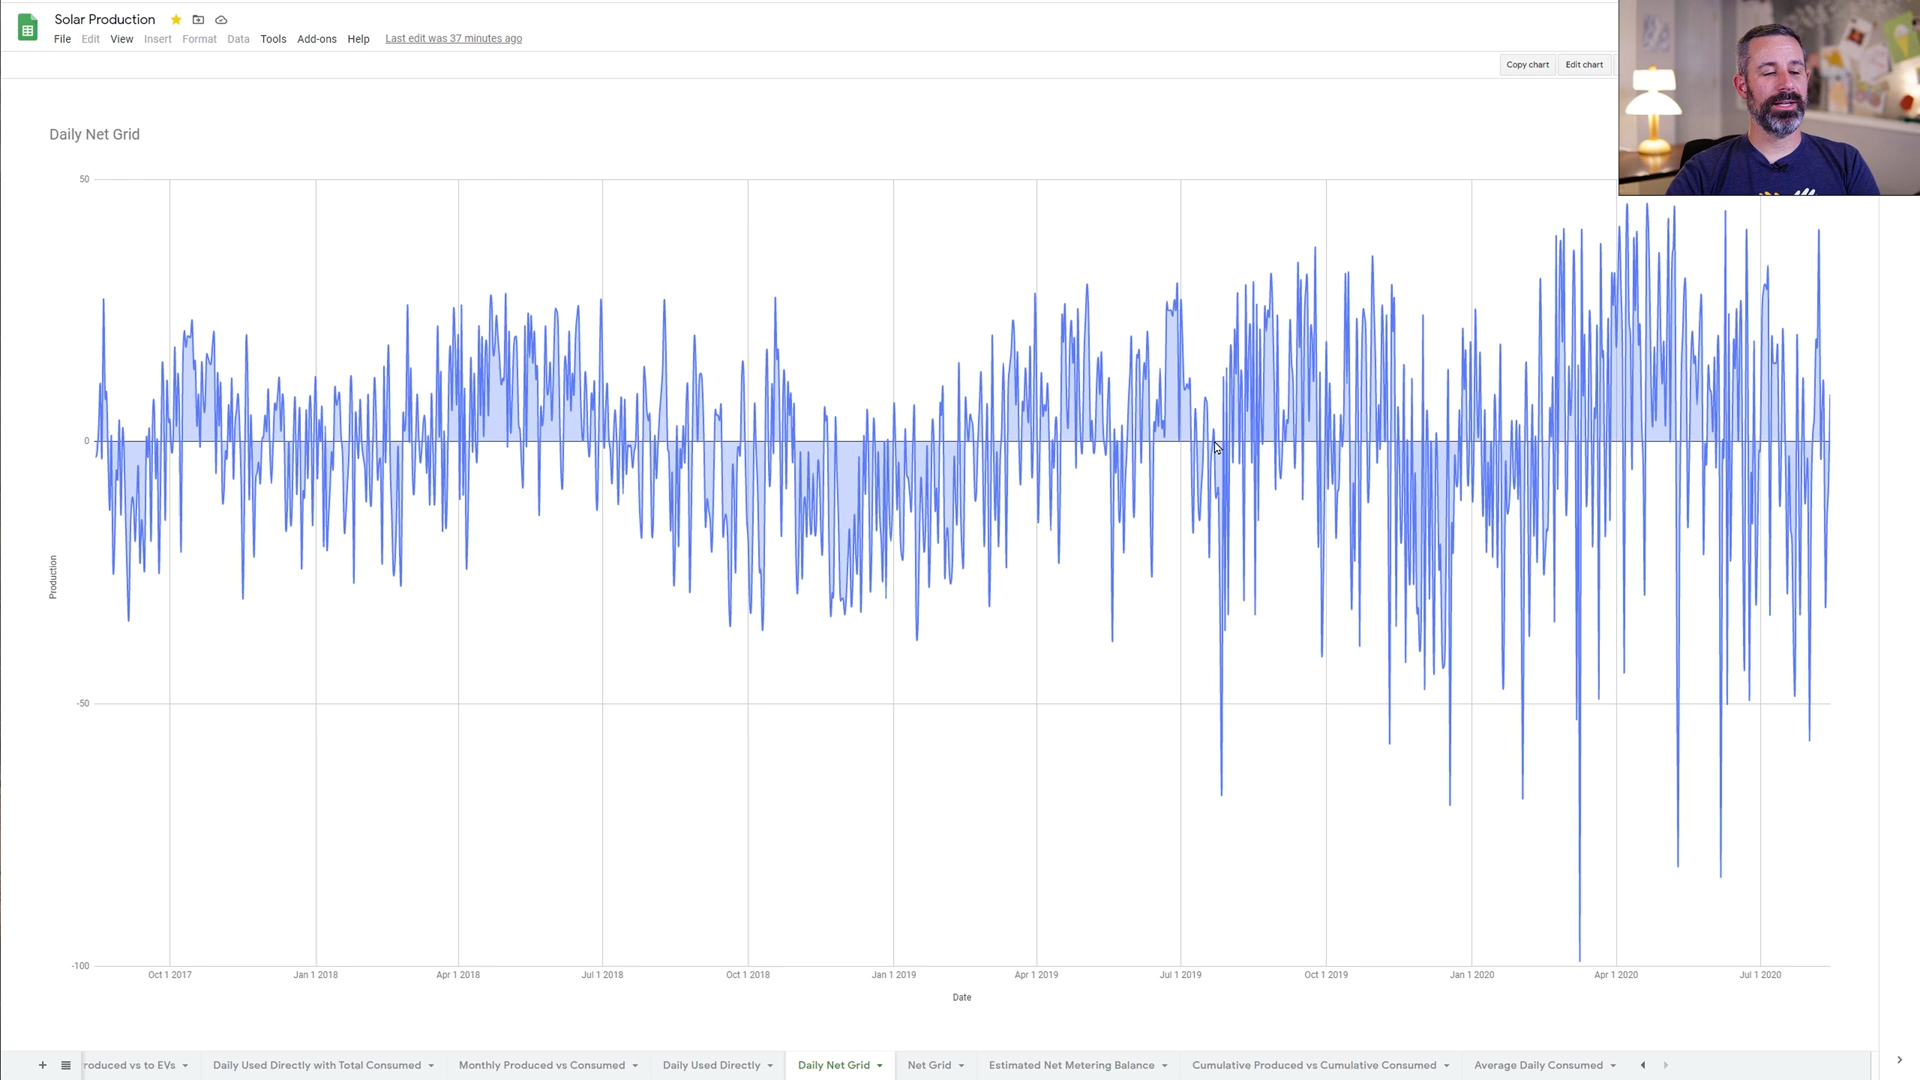 Solar Production
File Edit View Insert Format Data Tools Add-ons Help Last edit was 37 minutes ago
Copy chart Edit chart
Daily Net Grid
50
0
-50
-100
Production
Oct 1 2017 Jan 1 2018 Apr 1 2018 Jul 1 2018 Oct 1 2018 Jan 1 2019 Apr 1 2019 Jul 1 2019 Oct 1 2019 Jan 1 2020 Apr 1 2020 Jul 1 2020
Date
roduced vs to EVs Daily Used Directly with Total Consumed Monthly Produced vs Consumed Daily Used Directly Daily Net Grid Net Grid Estimated Net Metering Balance Cumulative Produced vs Cumulative Consumed Average Daily Consumed